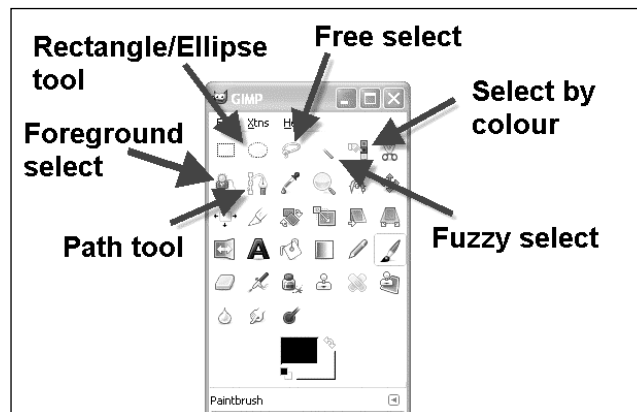 Rectangle/Ellipse
tool
Free select
Select by
colour
Foreground
select
GIMP
Xtns
Path tool
Fuzzy select
Paintbrush